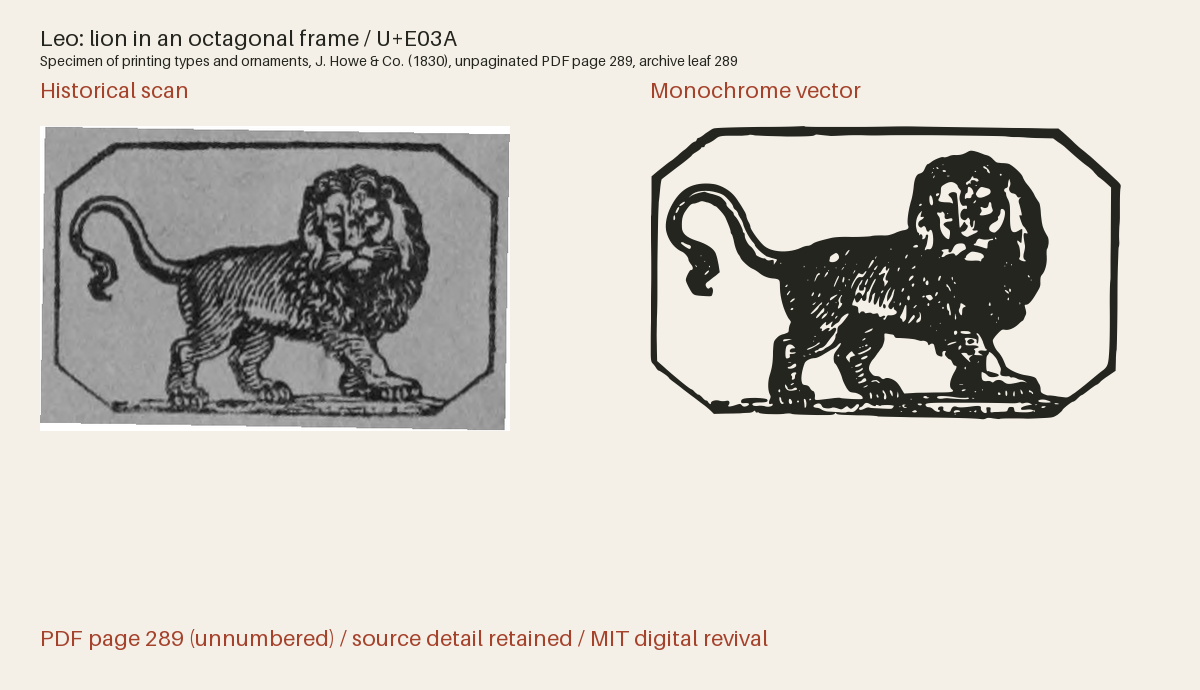 Leo: lion in an octagonal frame / U+E03A
Specimen of printing types and ornaments, J. Howe & Co. (1830), unpaginated PDF page 289, archive leaf 289
Historical scan
Monochrome vector
PDF page 289 (unnumbered) / source detail retained / MIT digital revival